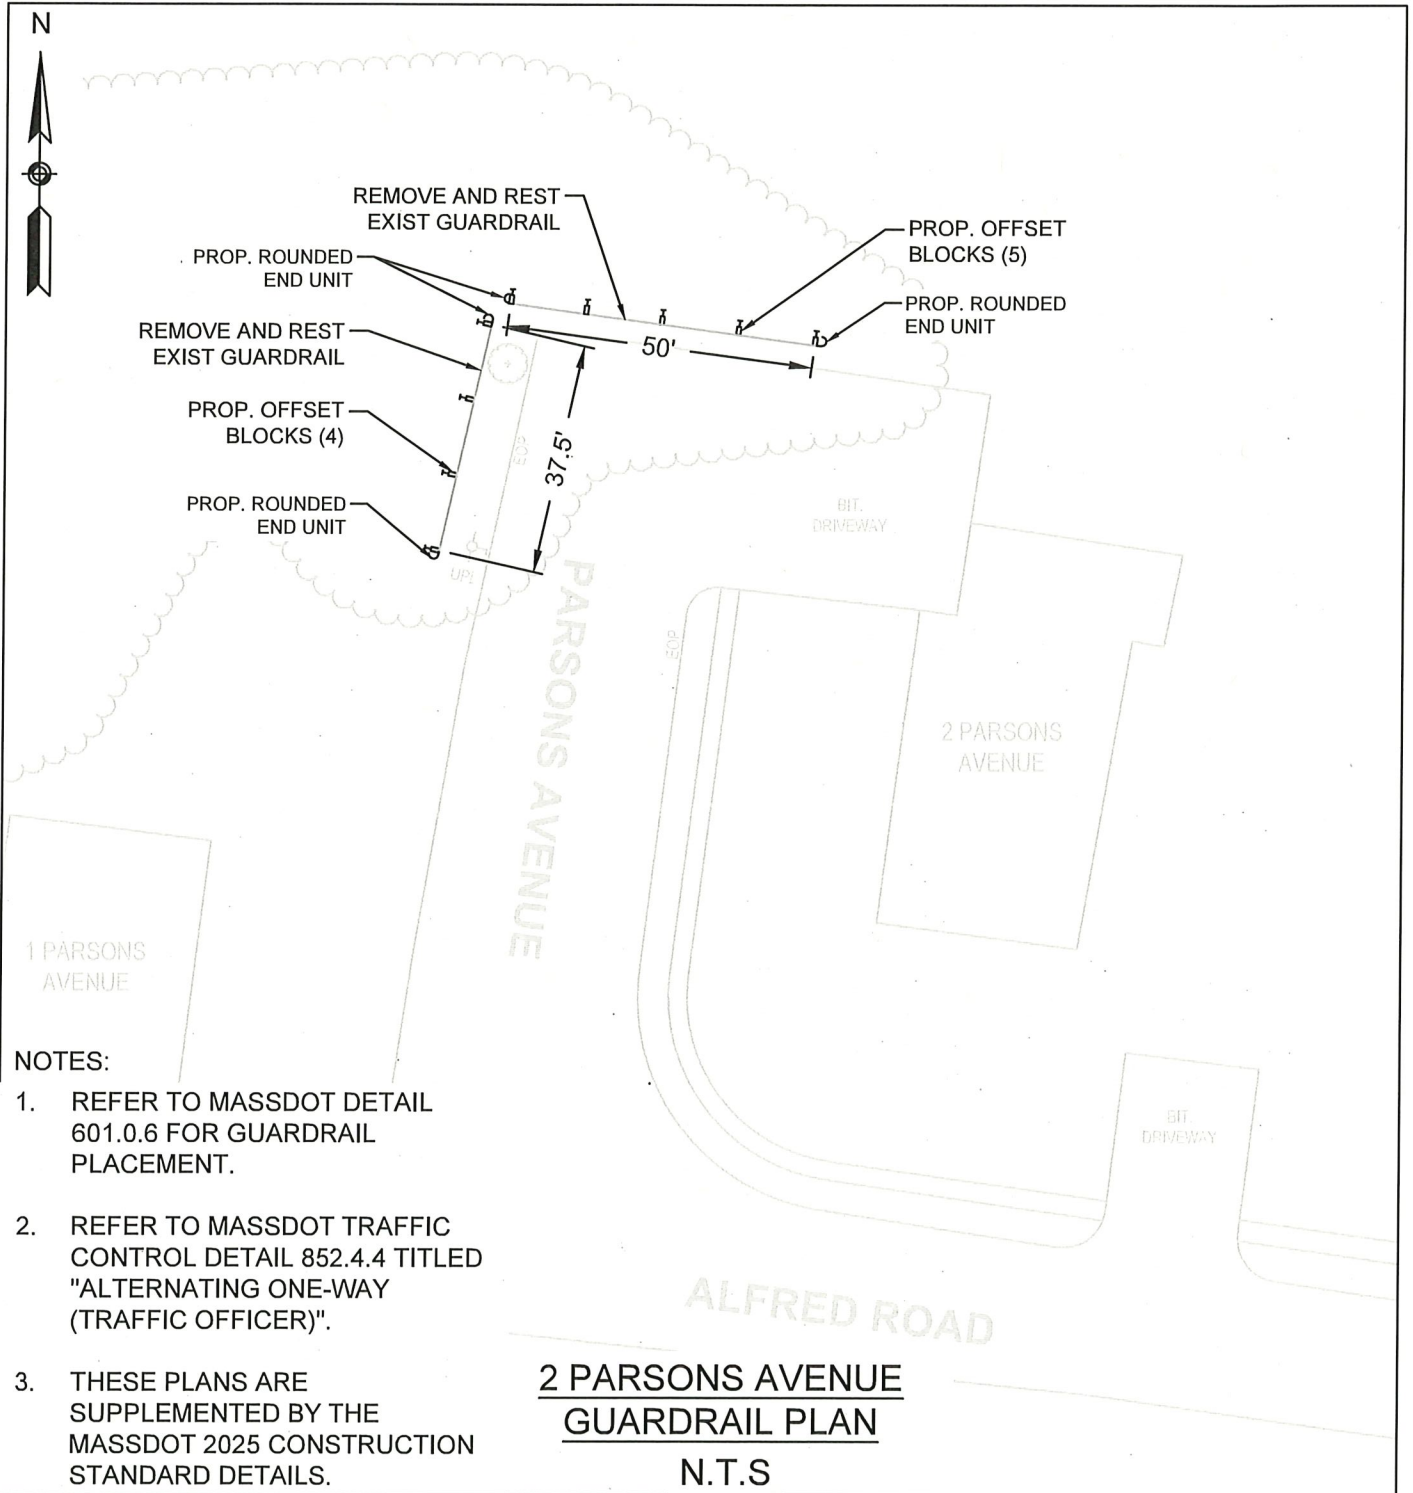 N
REMOVE AND REST
EXIST GUARDRAIL
PROP. OFFSET
BLOCKS (5)
PROP. ROUNDED
END UNIT
PROP. ROUNDED
END UNIT
REMOVE AND REST
EXIST GUARDRAIL
50'
PROP. OFFSET
BLOCKS (4)
37.5'
EOP
PROP. ROUNDED
END UNIT
UPL
BIT.
DRIVEWAY
PARSONS AVENUE
EOP
2 PARSONS
AVENUE
1 PARSONS
AVENUE
BIT.
DRIVEWAY
ALFRED ROAD
NOTES:
1. REFER TO MASSDOT DETAIL
601.0.6 FOR GUARDRAIL
PLACEMENT.
2. REFER TO MASSDOT TRAFFIC
CONTROL DETAIL 852.4.4 TITLED
"ALTERNATING ONE-WAY
(TRAFFIC OFFICER)".
3. THESE PLANS ARE
SUPPLEMENTED BY THE
MASSDOT 2025 CONSTRUCTION
STANDARD DETAILS.
2 PARSONS AVENUE
GUARDRAIL PLAN
N.T.S